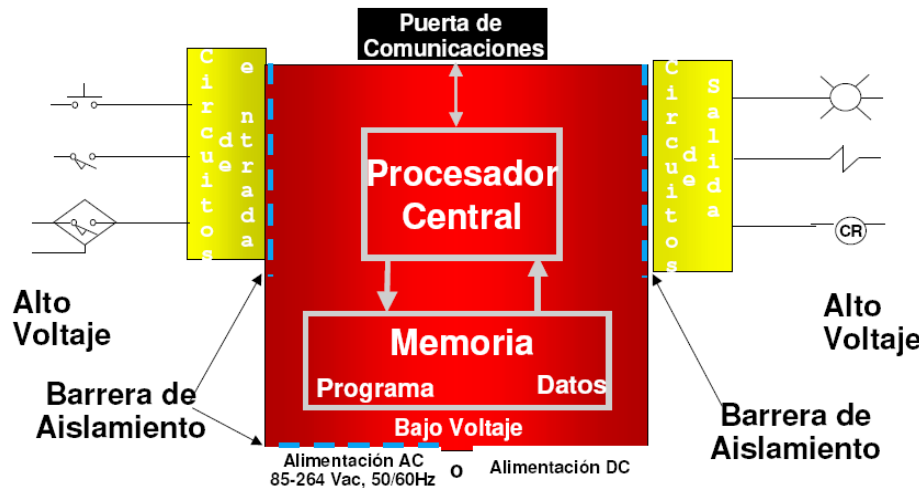 Puerta de
Comunicaciones
Circuitos
de
entrada
Circuitos
de
Salida
Procesador
Central
CR
Alto
Voltaje
Alto
Voltaje
Memoria
Programa
Datos
Barrera de
Aislamiento
Barrera de
Aislamiento
Bajo Voltaje
Alimentación AC
85-264 Vac, 50/60Hz
o
Alimentación DC